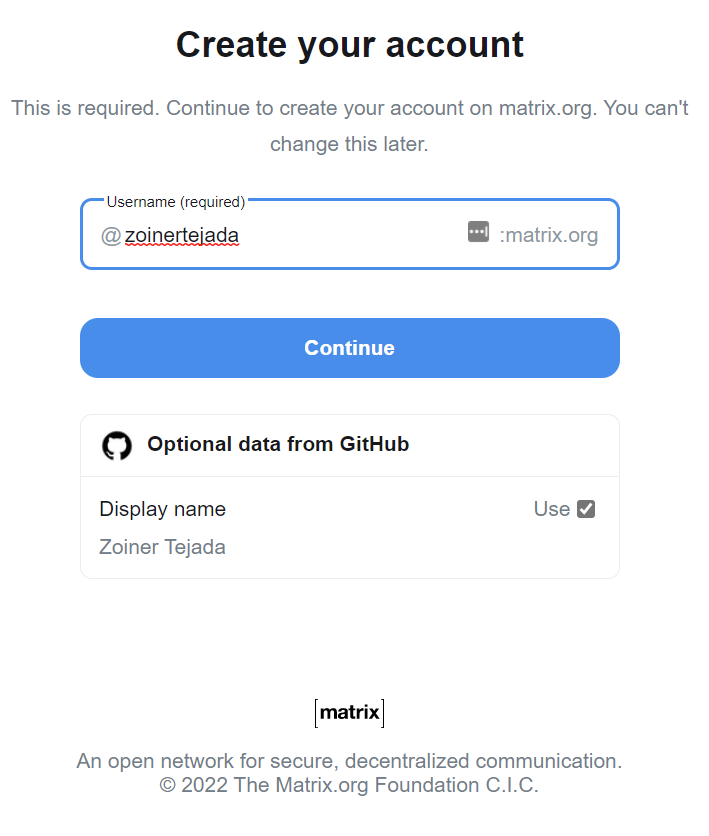 Create your account
This is required. Continue to create your account on matrix.org. You can't
change this later.
Username (required)
@zoinertejada :matrix.org
Continue
Optional data from GitHub
Display name Use
Zoiner Tejada
[matrix]
An open network for secure, decentralized communication.
© 2022 The Matrix.org Foundation C.I.C.